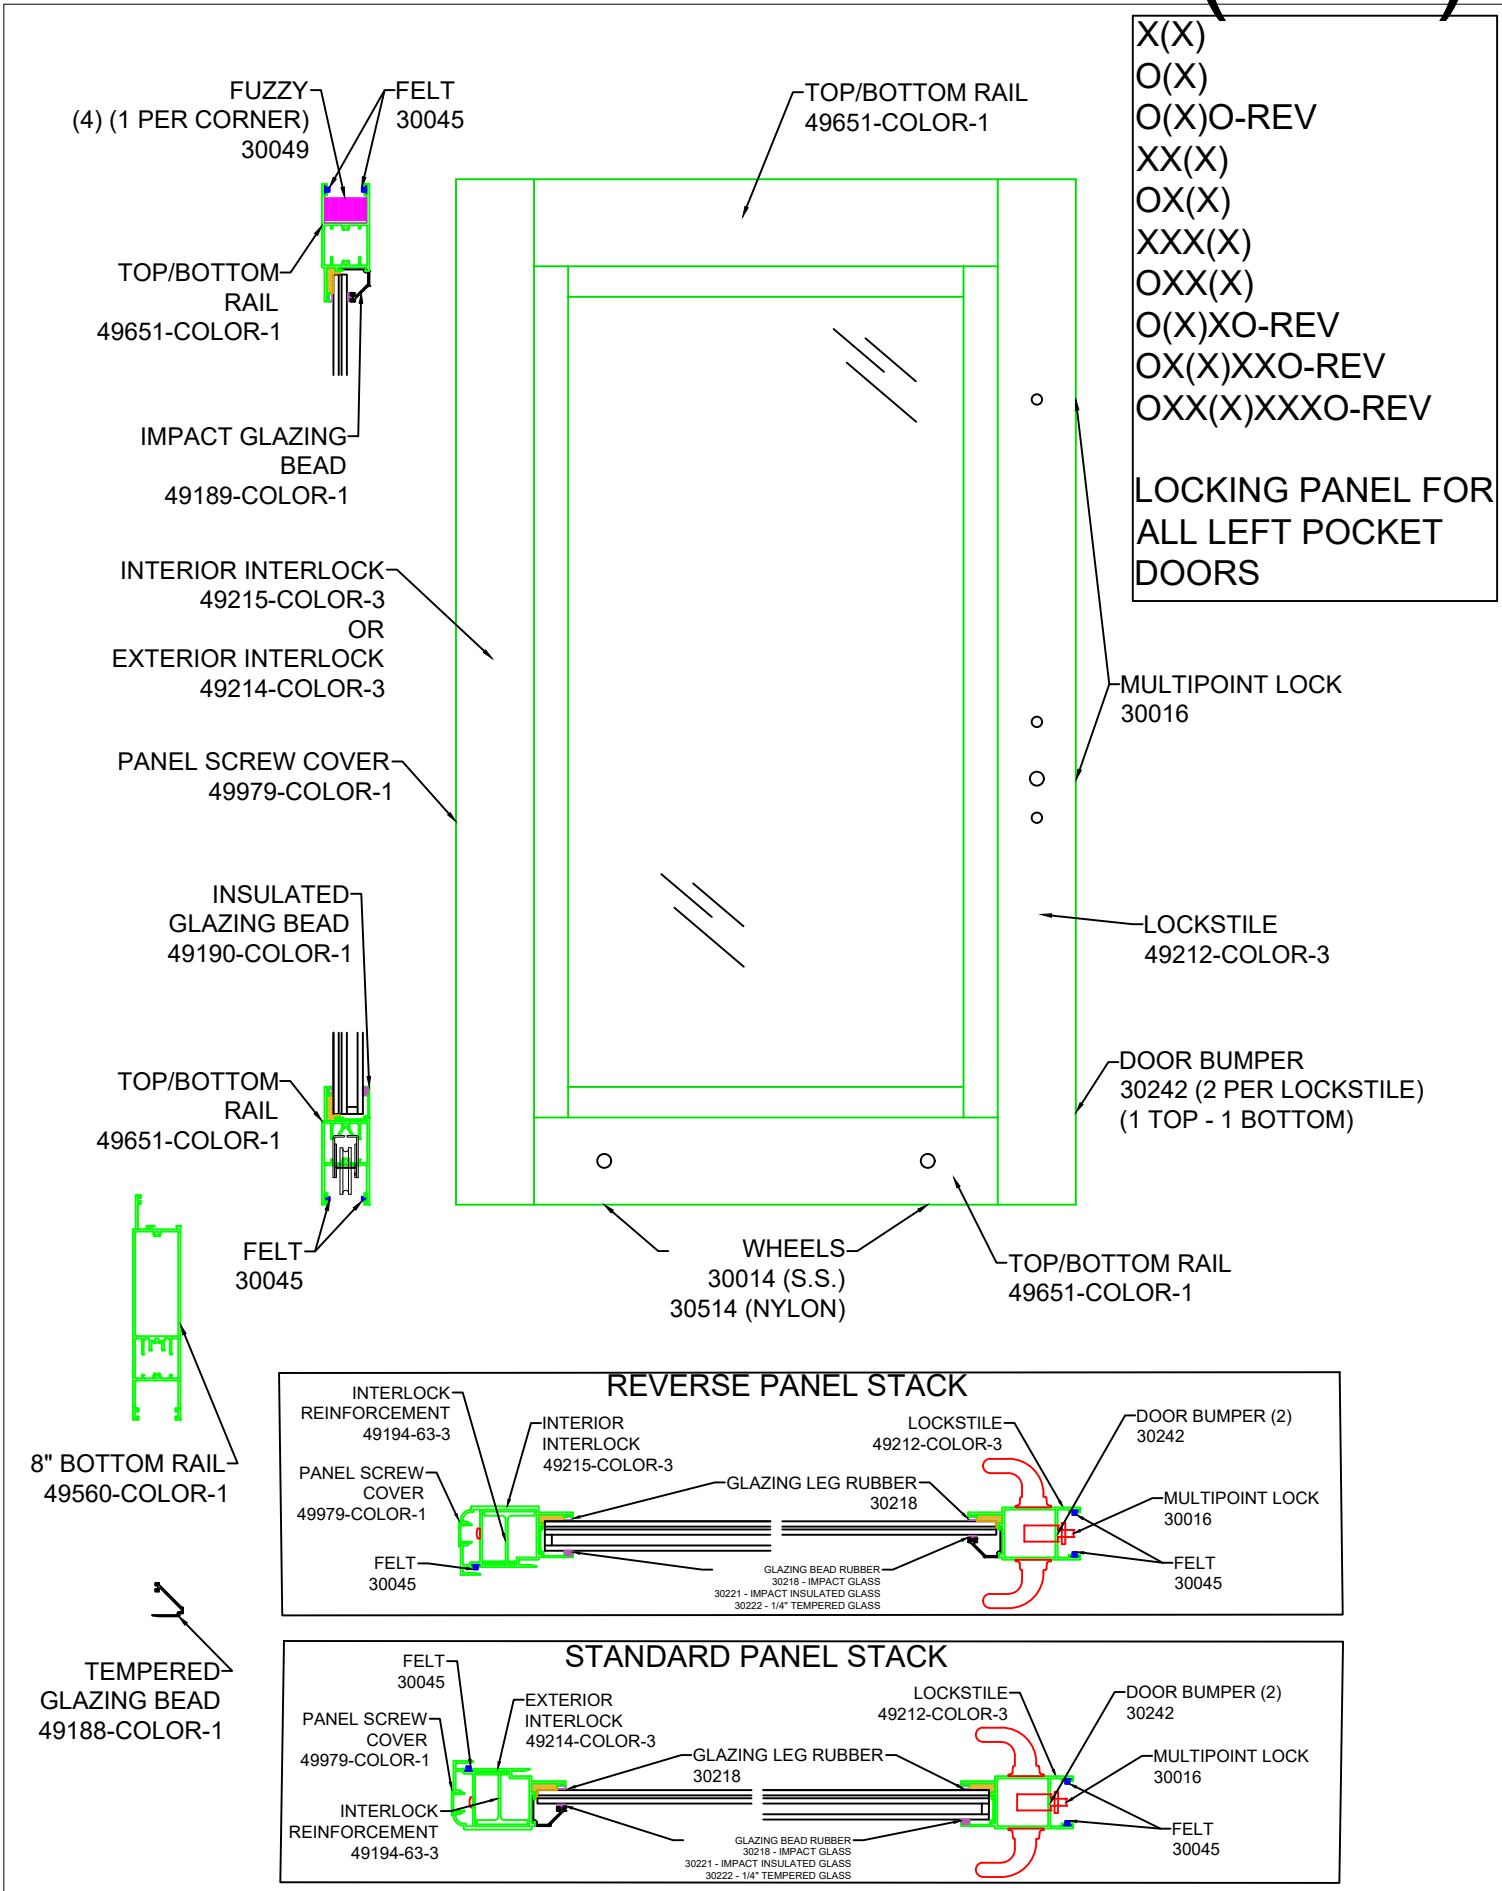 X(X)
O(X)
O(X)O-REV
XX(X)
OX(X)
XXX(X)
OXX(X)
O(X)XO-REV
OX(X)XXO-REV
OXX(X)XXXO-REV
LOCKING PANEL FOR
ALL LEFT POCKET
DOORS
FUZZY
(4) (1 PER CORNER)
30049
FELT
30045
TOP/BOTTOM RAIL
49651-COLOR-1
TOP/BOTTOM
RAIL
49651-COLOR-1
IMPACT GLAZING
BEAD
49189-COLOR-1
INTERIOR INTERLOCK
49215-COLOR-3
OR
EXTERIOR INTERLOCK
49214-COLOR-3
MULTIPOINT LOCK
30016
PANEL SCREW COVER
49979-COLOR-1
INSULATED
GLAZING BEAD
49190-COLOR-1
LOCKSTILE
49212-COLOR-3
TOP/BOTTOM
RAIL
49651-COLOR-1
DOOR BUMPER
30242 (2 PER LOCKSTILE)
(1 TOP - 1 BOTTOM)
FELT
30045
WHEELS
30014 (S.S.)
30514 (NYLON)
TOP/BOTTOM RAIL
49651-COLOR-1
8" BOTTOM RAIL
49560-COLOR-1
TEMPERED
GLAZING BEAD
49188-COLOR-1
REVERSE PANEL STACK
INTERLOCK
REINFORCEMENT
49194-63-3
INTERIOR
INTERLOCK
49215-COLOR-3
LOCKSTILE
49212-COLOR-3
DOOR BUMPER (2)
30242
PANEL SCREW
COVER
49979-COLOR-1
GLAZING LEG RUBBER
30218
MULTIPOINT LOCK
30016
FELT
30045
GLAZING BEAD RUBBER
30218 - IMPACT GLASS
30221 - IMPACT INSULATED GLASS
30222 - 1/4" TEMPERED GLASS
FELT
30045
STANDARD PANEL STACK
FELT
30045
EXTERIOR
INTERLOCK
49214-COLOR-3
LOCKSTILE
49212-COLOR-3
DOOR BUMPER (2)
30242
PANEL SCREW
COVER
49979-COLOR-1
GLAZING LEG RUBBER
30218
MULTIPOINT LOCK
30016
INTERLOCK
REINFORCEMENT
49194-63-3
GLAZING BEAD RUBBER
30218 - IMPACT GLASS
30221 - IMPACT INSULATED GLASS
30222 - 1/4" TEMPERED GLASS
FELT
30045